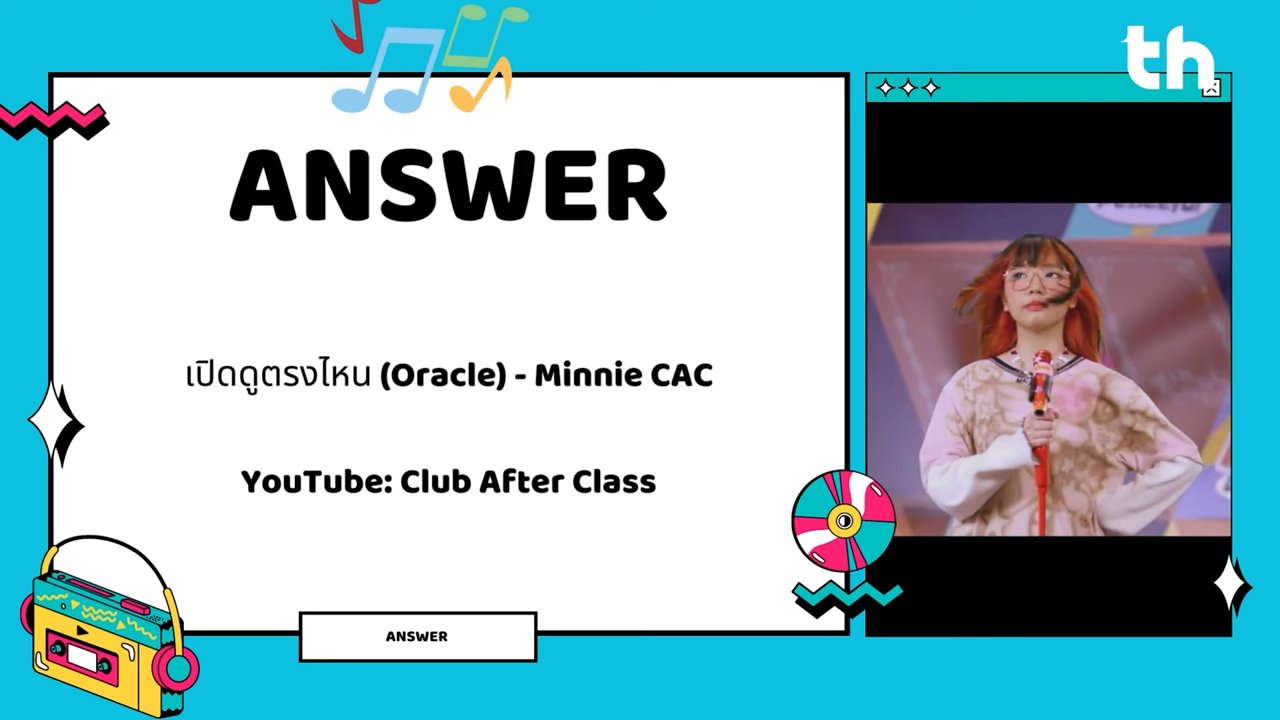 th
ANSWER
เปิดดูตรงไหน (Oracle) - Minnie CAC
YouTube: Club After Class
ANSWER